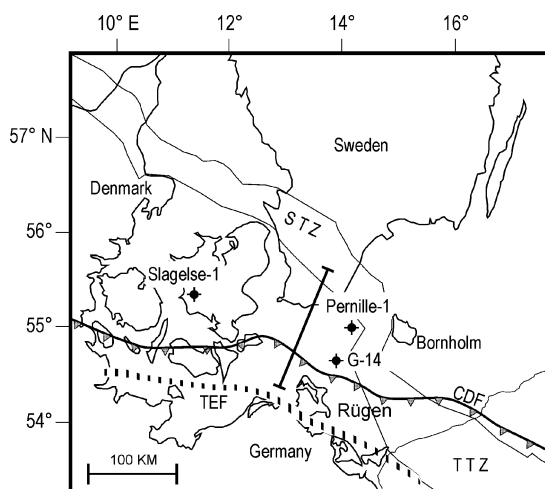 10° E
12°
14°
16°
57° N
56°
55°
54°
Sweden
Denmark
STZ
Slagelse-1
Pernille-1
Bornholm
G-14
CDF
TEF
Rügen
Germany
TTZ
100 KM